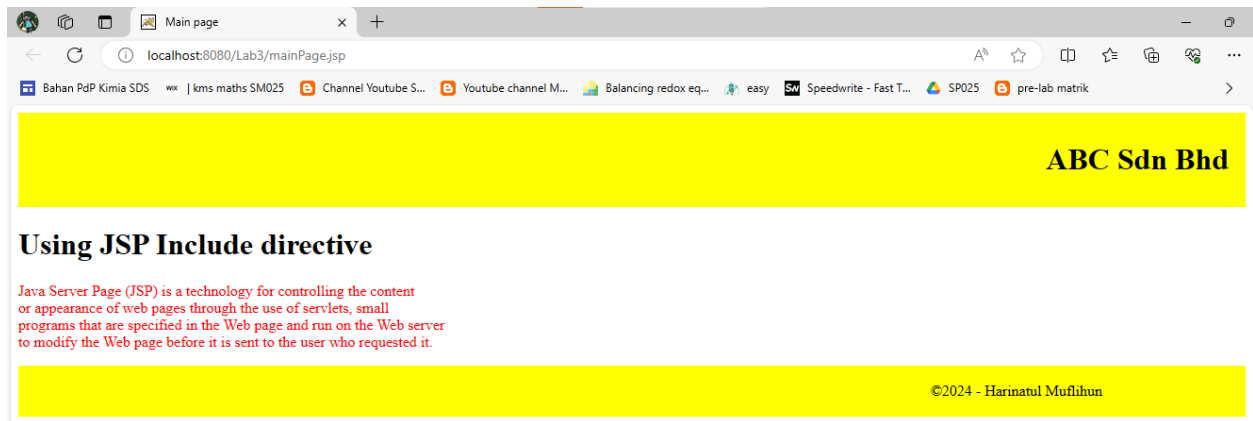 Main page
localhost:8080/Lab3/mainPage.jsp
Bahan PdP Kimia SDS WIX | kms maths SM025 Channel Youtube S... Youtube channel M... Balancing redox eq... easy SW Speedwrite - Fast T... SP025 pre-lab matrik
ABC Sdn Bhd
Using JSP Include directive
Java Server Page (JSP) is a technology for controlling the content
or appearance of web pages through the use of servlets, small
programs that are specified in the Web page and run on the Web server
to modify the Web page before it is sent to the user who requested it.
©2024 - Harinatul Muflihun